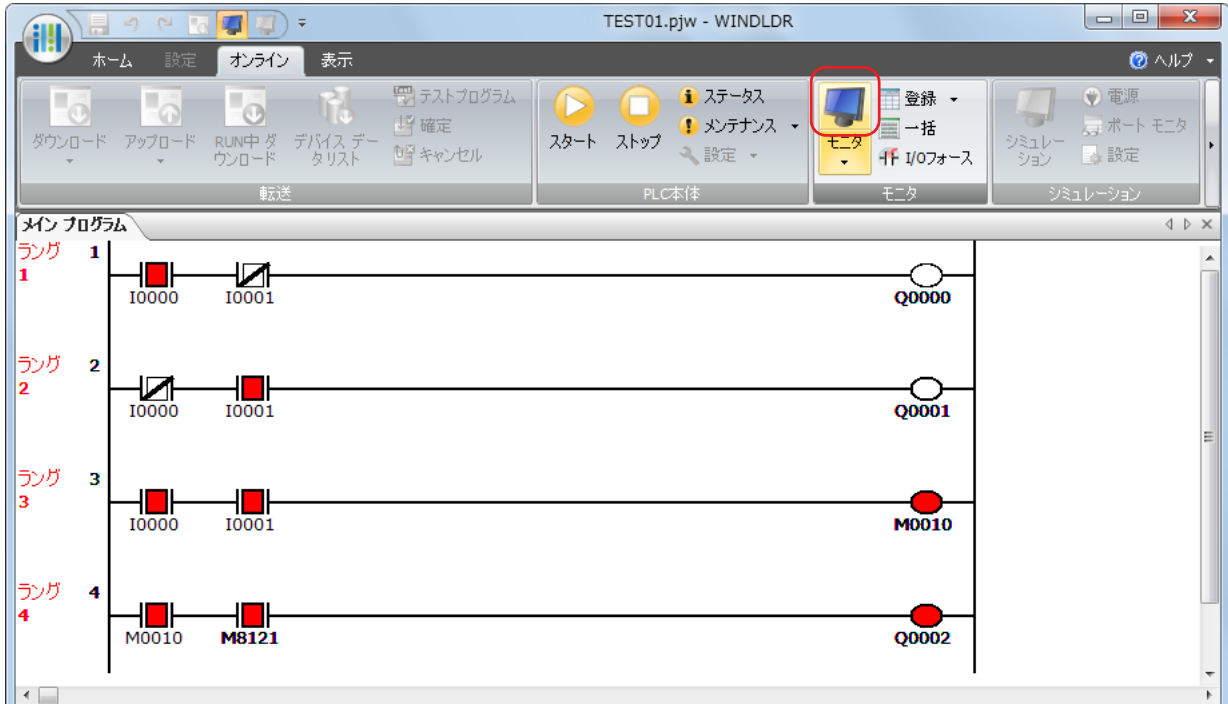 TEST01.pjw - WINDLDR
ホーム 設定 オンライン 表示 ヘルプ
ダウンロード アップロード RUN中 ダウンロード デバイス データリスト
テストプログラム
確定
キャンセル
転送
スタート ストップ
ステータス
メンテナンス
設定
PLC本体
モニタ
登録
一括
I/Oフォース
モニタ
シミュレーション
電源
ポート モニタ
設定
シミュレーション
メイン プログラム
ラング 1
1
I0000 I0001 Q0000
ラング 2
2
I0000 I0001 Q0001
ラング 3
3
I0000 I0001 M0010
ラング 4
4
M0010 M8121 Q0002